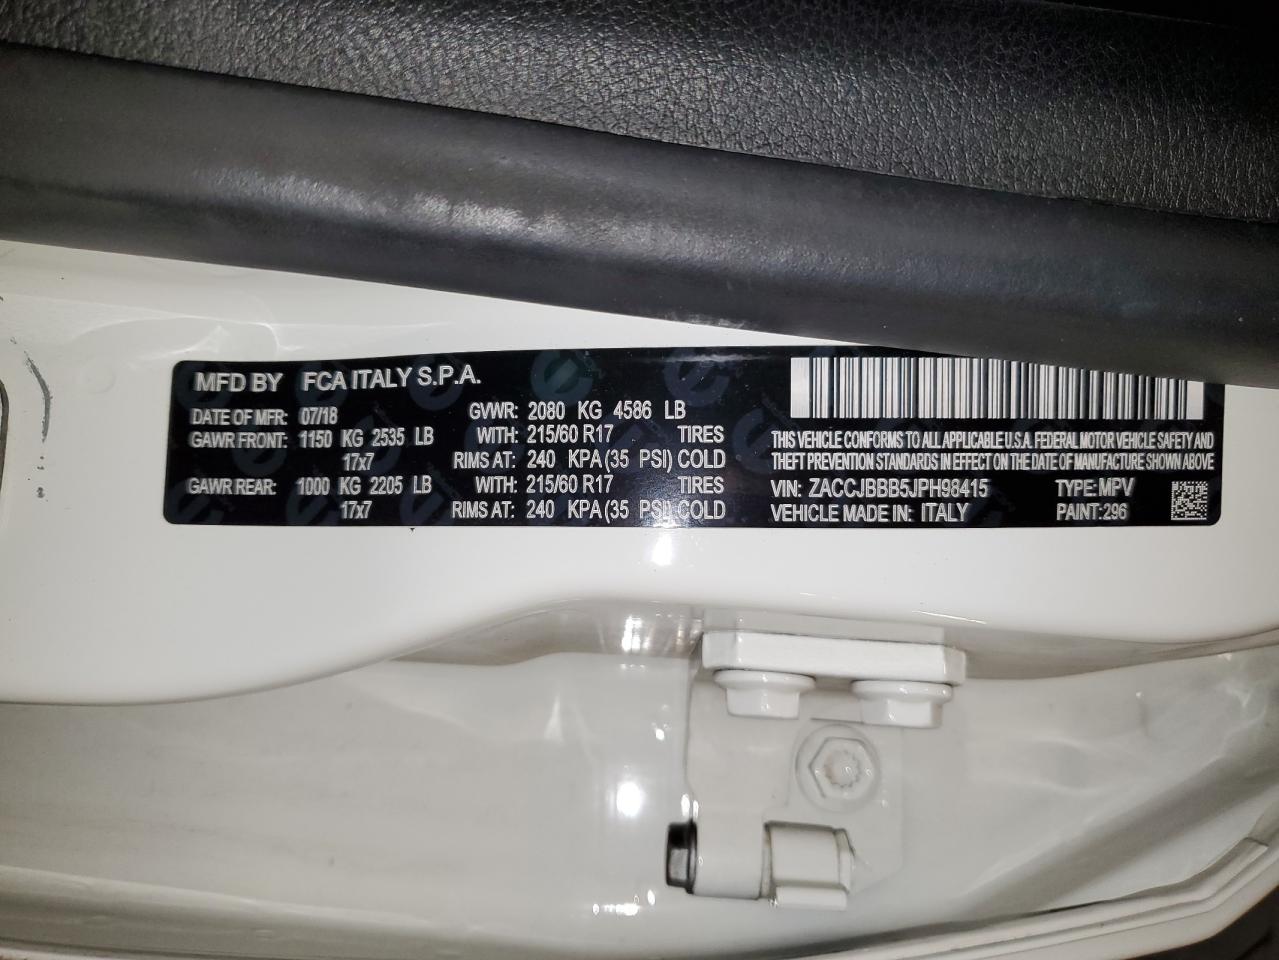 MFD BY FCA ITALY S.P.A.
DATE OF MFR: 07/18 GVWR: 2080 KG 4586 LB
GAWR FRONT: 1150 KG 2535 LB WITH: 215/60 R17 TIRES
17x7 RIMS AT: 240 KPA (35 PSI) COLD
GAWR REAR: 1000 KG 2205 LB WITH: 215/60 R17 TIRES
17x7 RIMS AT: 240 KPA (35 PSI) COLD
THIS VEHICLE CONFORMS TO ALL APPLICABLE U.S.A. FEDERAL MOTOR VEHICLE SAFETY AND
THEFT PREVENTION STANDARDS IN EFFECT ON THE DATE OF MANUFACTURE SHOWN ABOVE
VIN: ZACCJBBB5JPH98415 TYPE: MPV
VEHICLE MADE IN: ITALY PAINT: 296